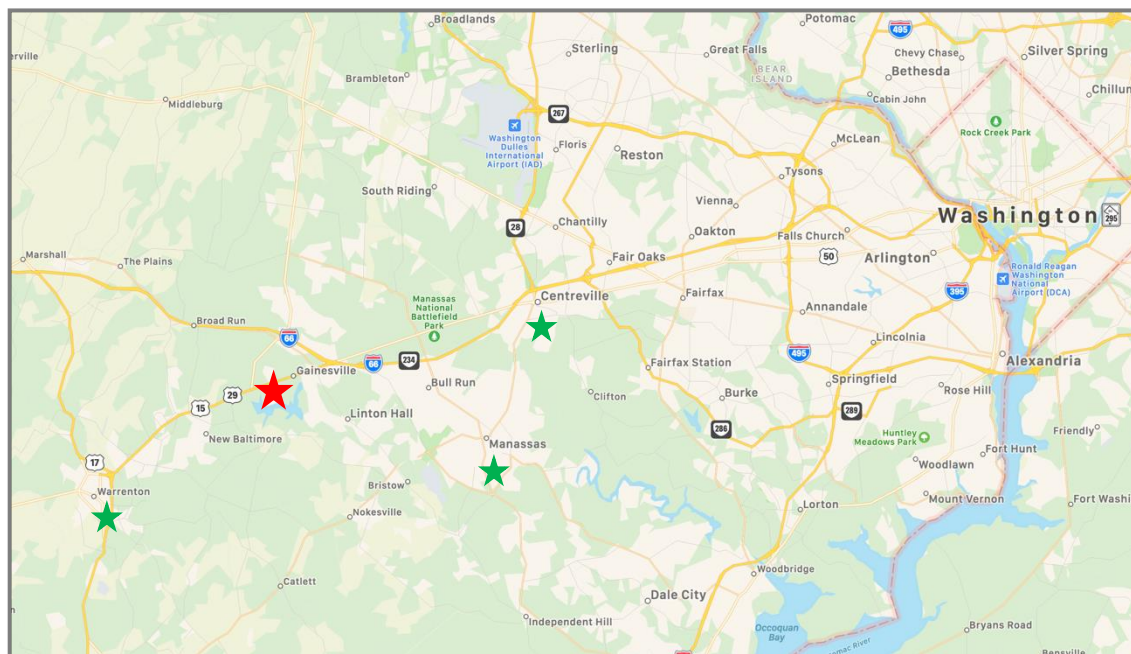 Broadlands
Potomac
495
Sterling
Great Falls
Chevy Chase
Silver Spring
erville
Brambleton
BEAR
ISLAND
Bethesda
Middleburg
Cabin John
Chillun
267
Washington
Dulles
International
Airport (IAD)
Floris
Reston
McLean
Rock Creek Park
Tysons
South Riding
Vienna
28
Chantilly
Oakton
Falls Church
Washington
295
Marshall
The Plains
Fair Oaks
50
Arlington
Ronald Reagan
Washington
National
Airport (DCA)
395
Manassas
National
Battlefield
Park
Centreville
Fairfax
Annandale
Broad Run
66
Lincolnia
234
66
495
Fairfax Station
Alexandria
Gainesville
Bull Run
Springfield
Rose Hill
29
15
Clifton
Burke
289
Linton Hall
286
New Baltimore
Manassas
Huntley
Meadows Park
Friendly
Fort Hunt
17
Woodlawn
Bristow
Warrenton
Mount Vernon
Fort Washi
Nokesville
Lorton
Woodbridge
Catlett
Dale City
Independent Hill
Occoquan
Bay
Bryans Road
omac River